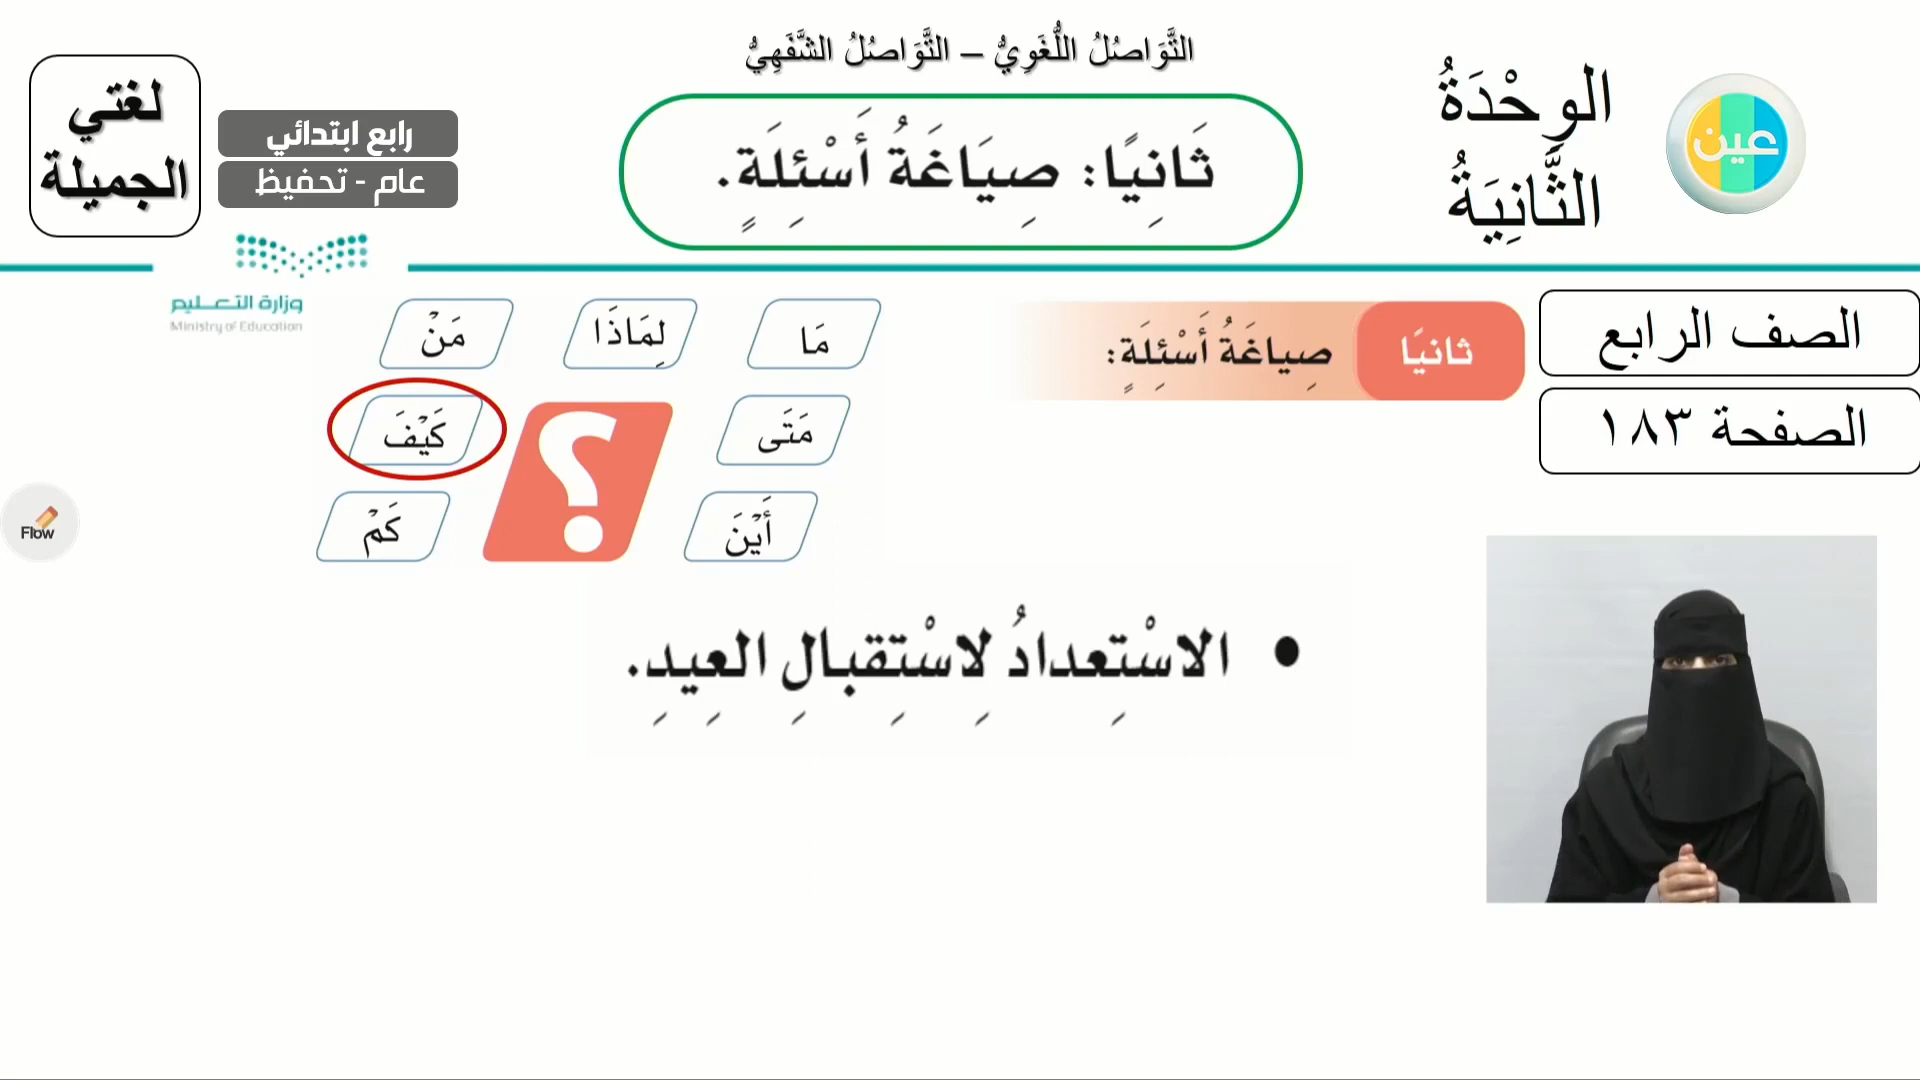 التَّوَاصُلُ اللُّغَوِيُّ – التَّوَاصُلُ الشَّفَهِيُّ
عين
الوِحْدَةُ
الثَّانِيَةُ
ثَانِيًا: صِيَاغَةُ أَسْئِلَةٍ.
رابع ابتدائي
عام - تحفيظ
لغتي
الجميلة
وزارة التعليم
Ministry of Education
الصف الرابع
الصفحة ١٨٣
ثانيًا
صِياغَةُ أَسْئِلَةٍ:
مَا
لِمَاذَا
مَنْ
مَتَى
كَيْفَ
أَيْنَ
؟
كَمْ
Flow
• الاسْتِعدادُ لاسْتِقبالِ العِيدِ.